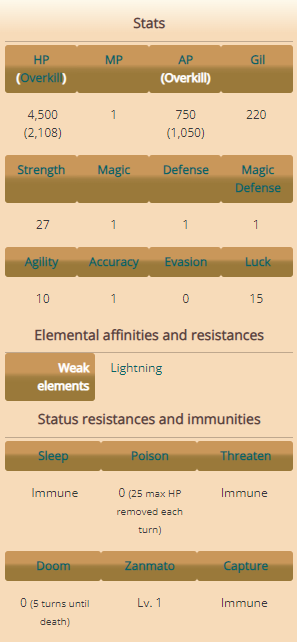 Stats
HP MP AP Gil
(Overkill) (Overkill)
4,500 1 750 220
(2,108) (1,050)
Strength Magic Defense Magic
Defense
27 1 1 1
Agility Accuracy Evasion Luck
10 1 0 15
Elemental affinities and resistances
Weak Lightning
elements
Status resistances and immunities
Sleep Poison Threaten
Immune 0 (25 max HP Immune
removed each
turn)
Doom Zanmato Capture
0 (5 turns until Lv. 1 Immune
death)